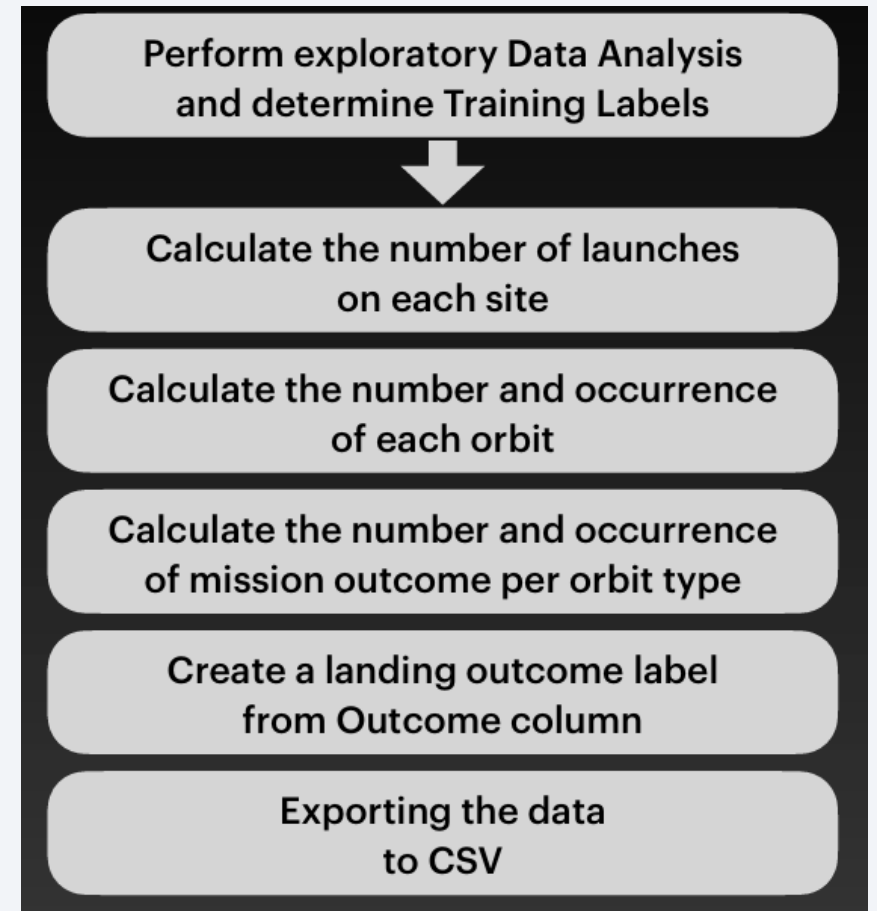 Perform exploratory Data Analysis
and determine Training Labels
Calculate the number of launches
on each site
Calculate the number and occurrence
of each orbit
Calculate the number and occurrence
of mission outcome per orbit type
Create a landing outcome label
from Outcome column
Exporting the data
to CSV